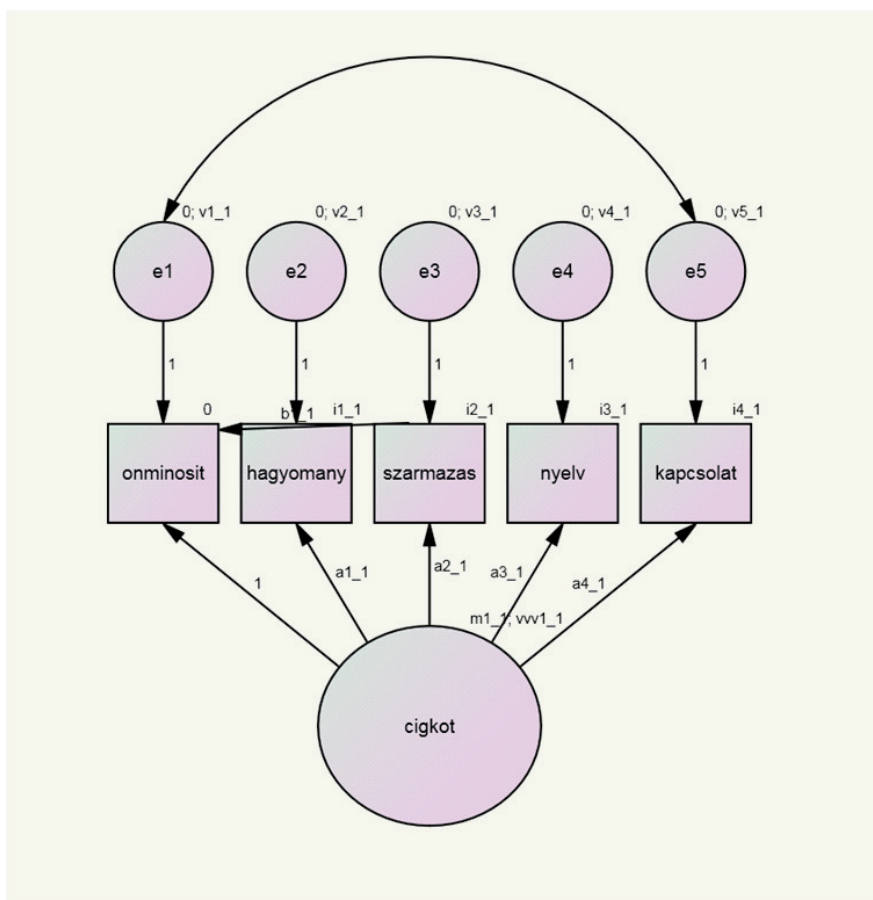 0; v1_1 0; v2_1 0; v3_1 0; v4_1 0; v5_1
e1 e2 e3 e4 e5
1 1 1 1 1
0 b1_1 i1_1 i2_1 i3_1 i4_1
onminosit hagyomany szarmazas nyelv kapcsolat
1 a1_1 a2_1 a3_1 a4_1
m1_1; vvv1_1
cigkot